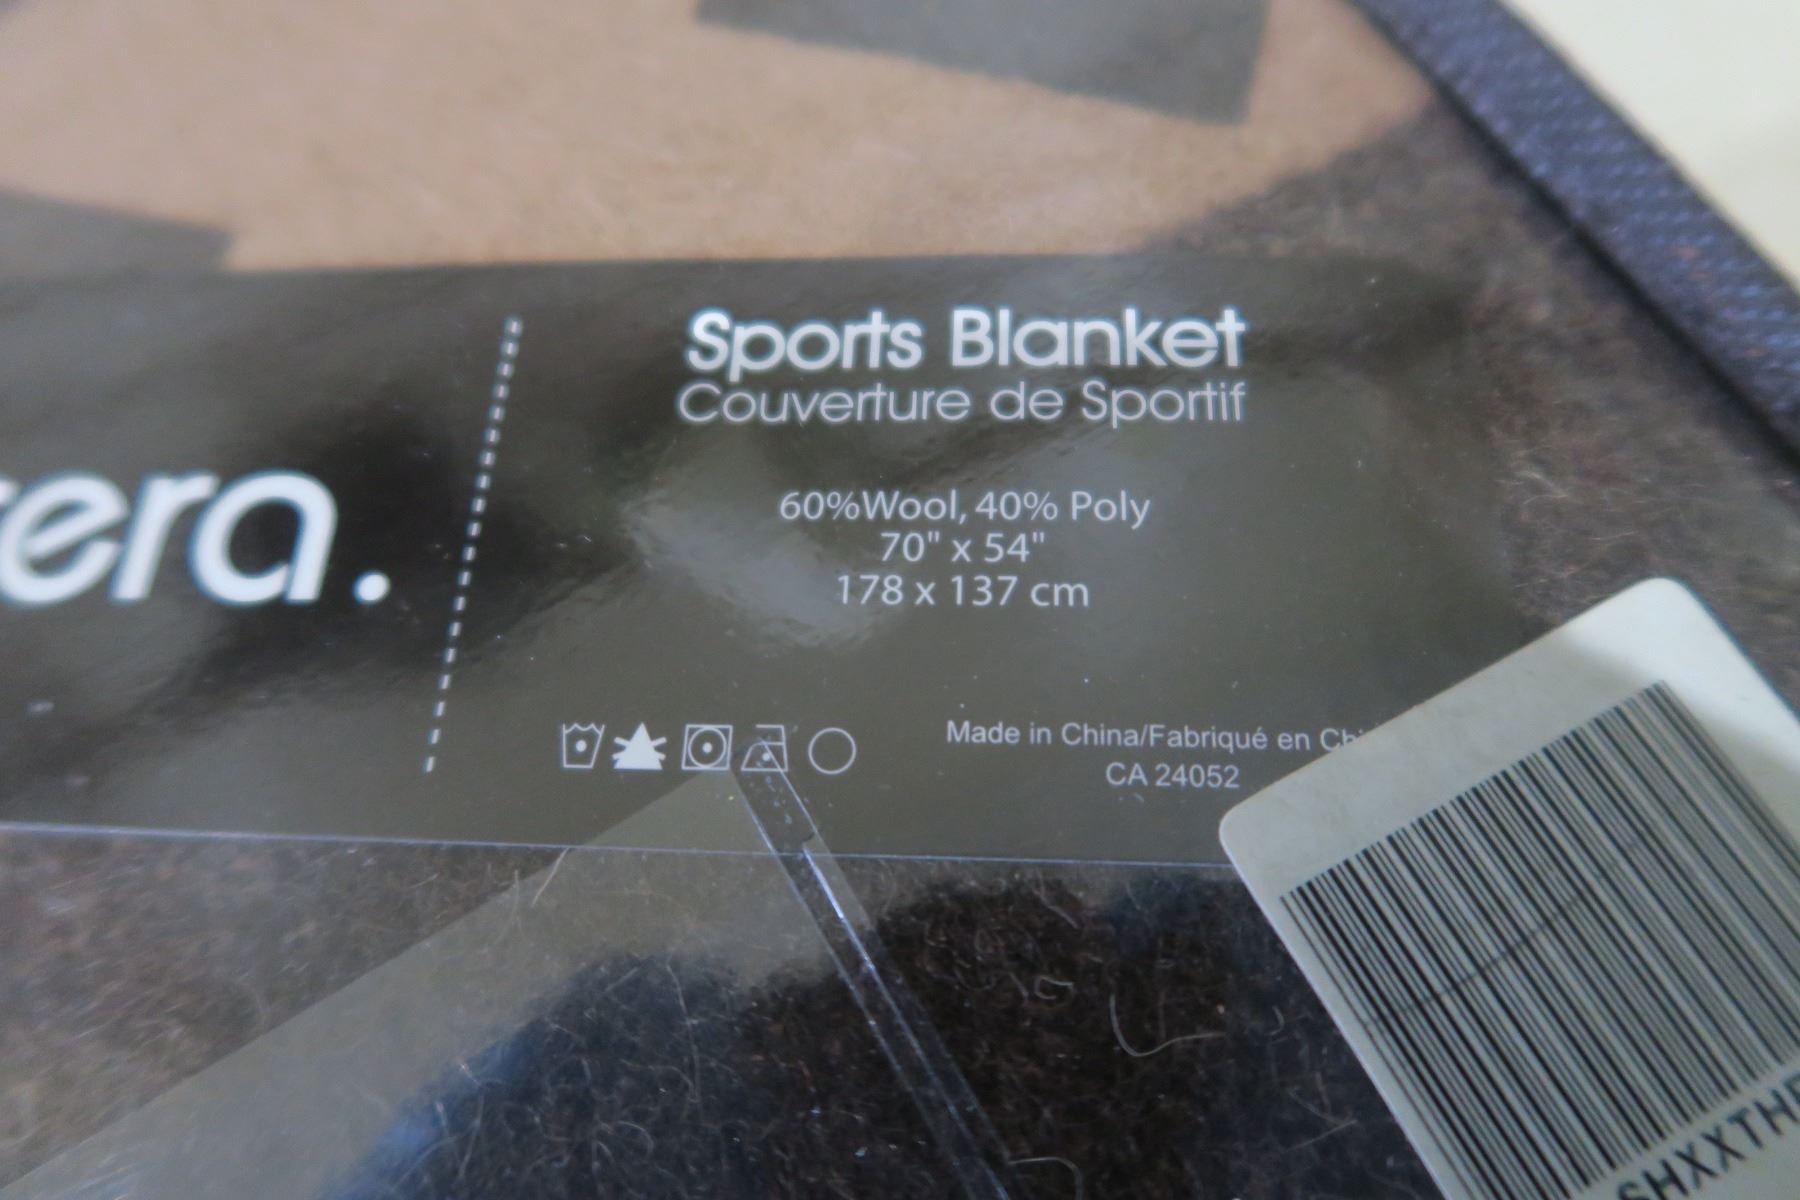 Sports Blanket
Couverture de Sportif
60%Wool, 40% Poly
70" x 54"
178 x 137 cm
Made in China/Fabriqué en
CA 24052